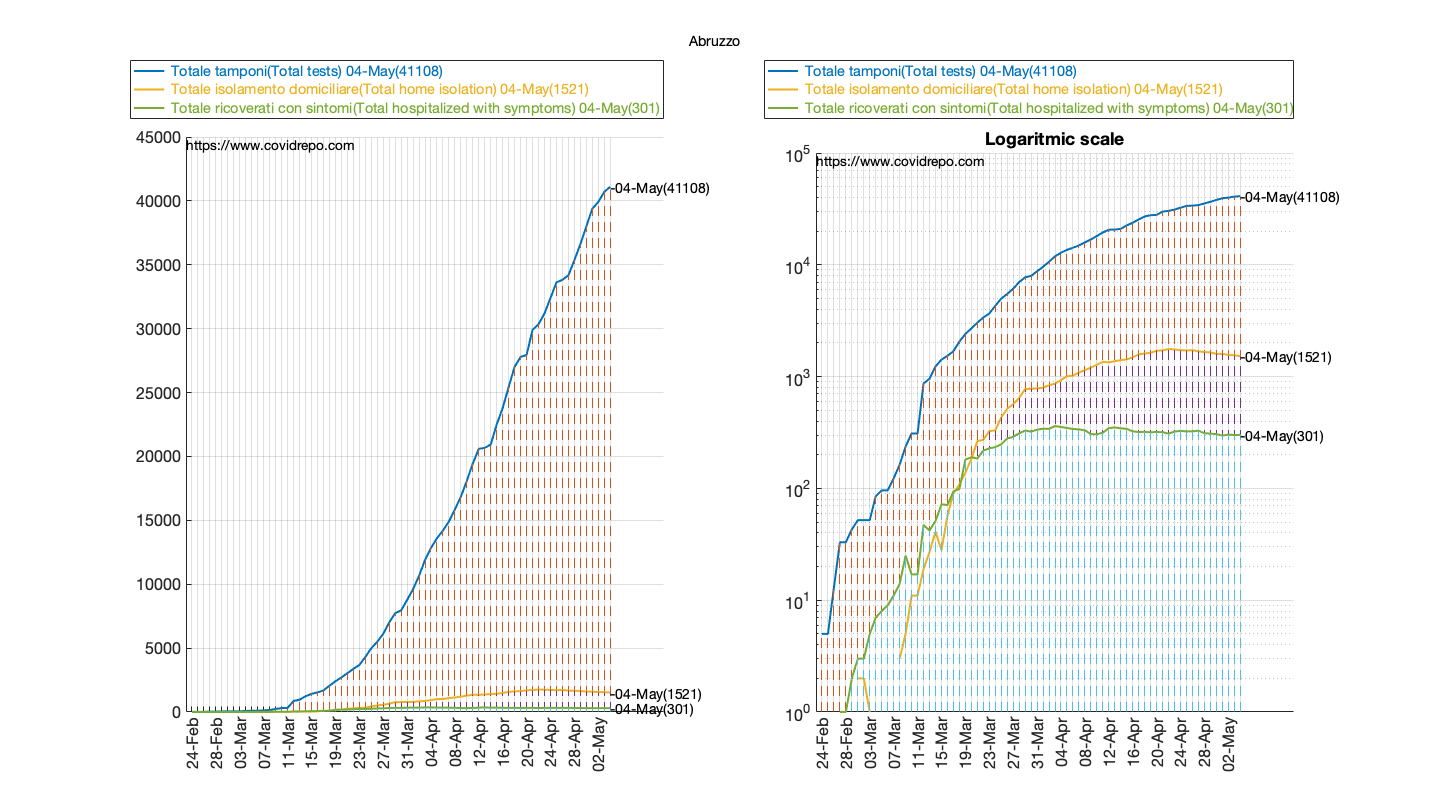 Abruzzo
Totale tamponi(Total tests) 04-May(41108)
Totale isolamento domiciliare(Total home isolation) 04-May(1521)
Totale ricoverati con sintomi(Total hospitalized with symptoms) 04-May(301)
45000
40000
35000
30000
25000
20000
15000
10000
5000
0
https://www.covidrepo.com
04-May(41108)
04-May(1521)
04-May(301)
24-Feb
28-Feb
03-Mar
07-Mar
11-Mar
15-Mar
19-Mar
23-Mar
27-Mar
31-Mar
04-Apr
08-Apr
12-Apr
16-Apr
20-Apr
24-Apr
28-Apr
02-May
Totale tamponi(Total tests) 04-May(41108)
Totale isolamento domiciliare(Total home isolation) 04-May(1521)
Totale ricoverati con sintomi(Total hospitalized with symptoms) 04-May(301)
Logaritmic scale
10^5
10^4
10^3
10^2
10^1
10^0
https://www.covidrepo.com
04-May(41108)
04-May(1521)
04-May(301)
24-Feb
28-Feb
03-Mar
07-Mar
11-Mar
15-Mar
19-Mar
23-Mar
27-Mar
31-Mar
04-Apr
08-Apr
12-Apr
16-Apr
20-Apr
24-Apr
28-Apr
02-May